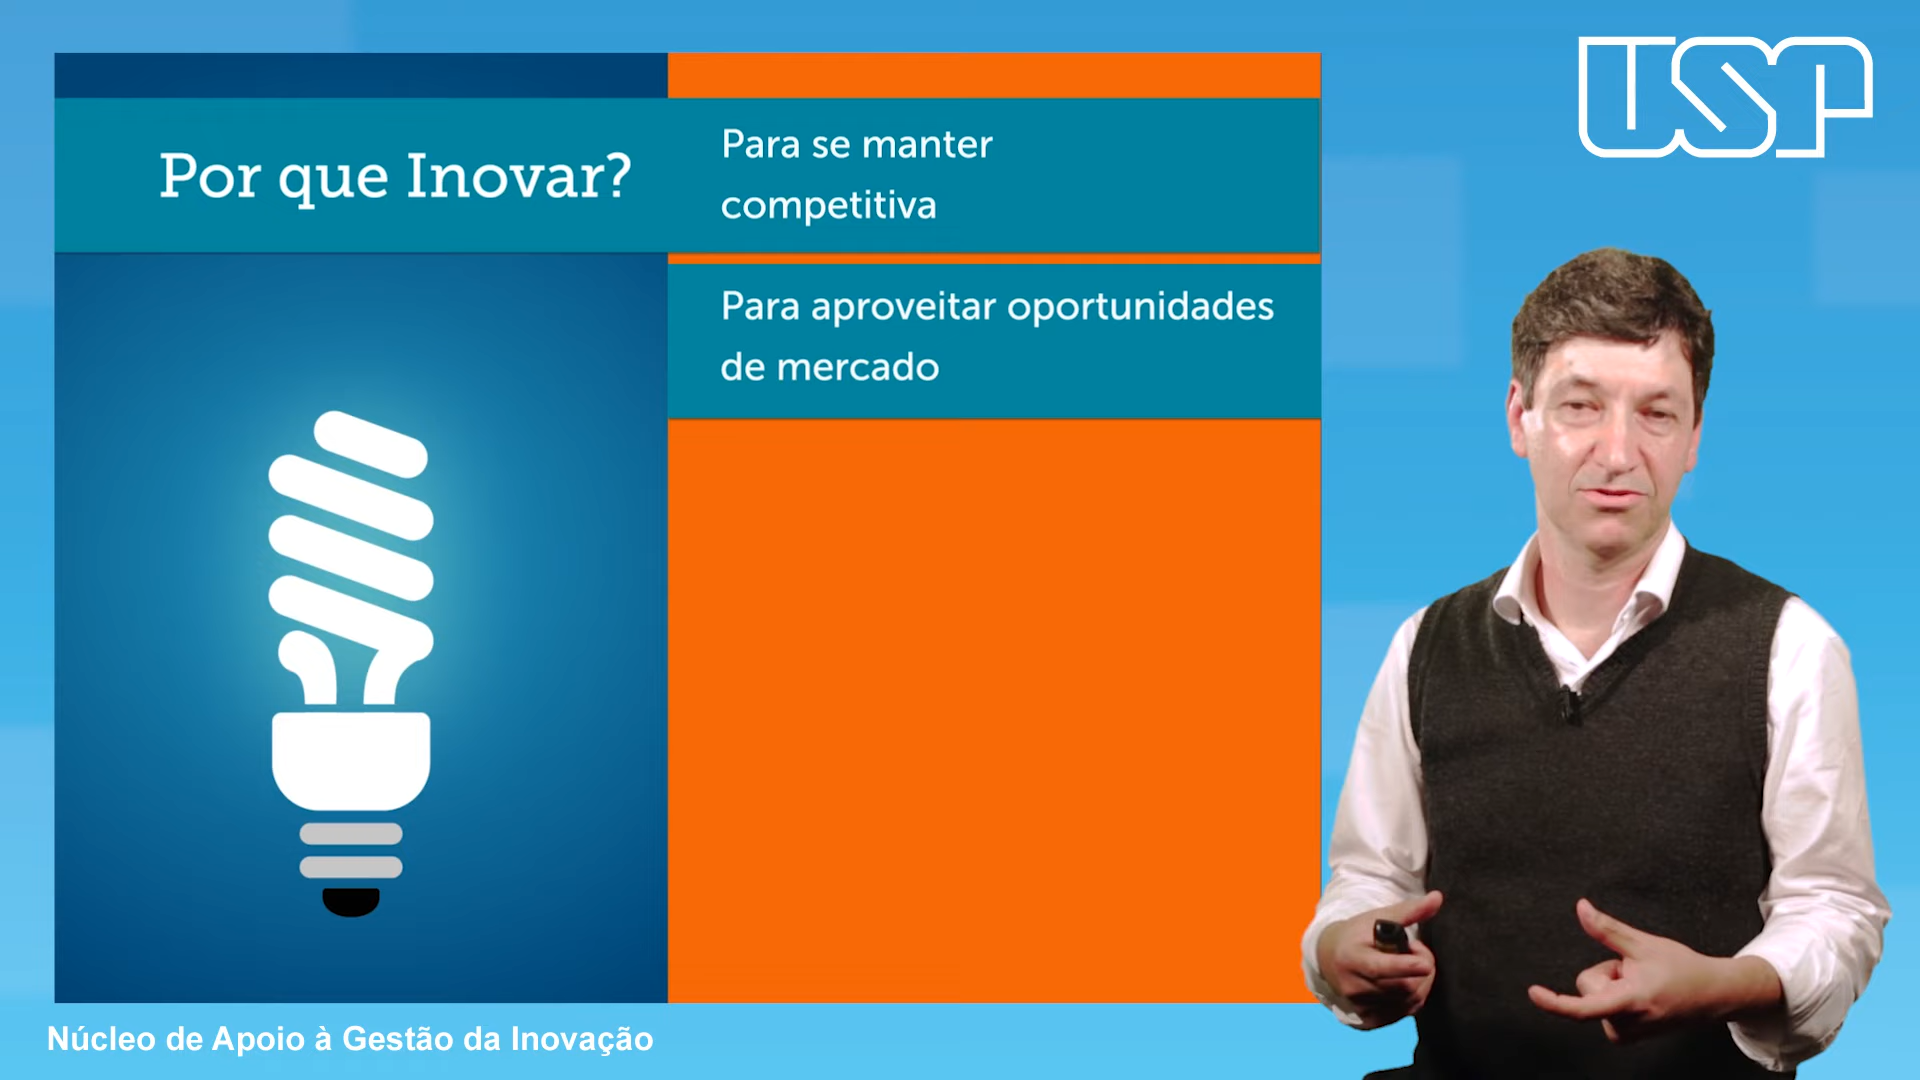 USP
Por que Inovar?
Para se manter
competitiva
Para aproveitar oportunidades
de mercado
Núcleo de Apoio à Gestão da Inovação